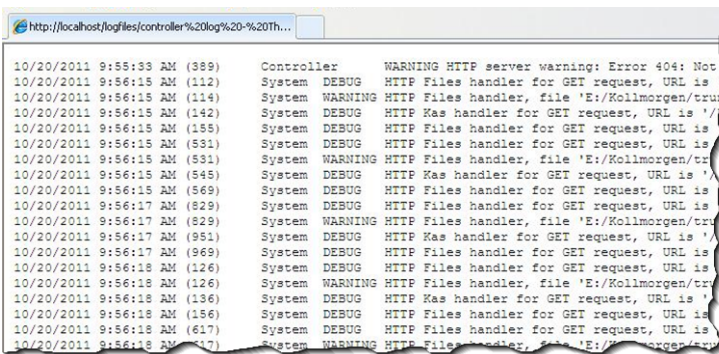 http://localhost/logfiles/controller%20log%20-%20Th...
10/20/2011 9:55:33 AM (389) Controller WARNING HTTP server warning: Error 404: Not
10/20/2011 9:56:15 AM (112) System DEBUG HTTP Files handler for GET request, URL is
10/20/2011 9:56:15 AM (114) System WARNING HTTP Files handler, file 'E:/Kollmorgen/trun
10/20/2011 9:56:15 AM (142) System DEBUG HTTP Kas handler for GET request, URL is '/
10/20/2011 9:56:15 AM (155) System DEBUG HTTP Files handler for GET request, URL is
10/20/2011 9:56:15 AM (531) System DEBUG HTTP Files handler for GET request, URL is
10/20/2011 9:56:15 AM (531) System WARNING HTTP Files handler, file 'E:/Kollmorgen/tr
10/20/2011 9:56:15 AM (545) System DEBUG HTTP Kas handler for GET request, URL is '/
10/20/2011 9:56:15 AM (569) System DEBUG HTTP Files handler for GET request, URL is
10/20/2011 9:56:17 AM (829) System DEBUG HTTP Files handler for GET request, URL is
10/20/2011 9:56:17 AM (829) System WARNING HTTP Files handler, file 'E:/Kollmorgen/tru
10/20/2011 9:56:17 AM (951) System DEBUG HTTP Kas handler for GET request, URL is '/
10/20/2011 9:56:17 AM (969) System DEBUG HTTP Files handler for GET request, URL is
10/20/2011 9:56:18 AM (126) System DEBUG HTTP Files handler for GET request, URL is
10/20/2011 9:56:18 AM (126) System WARNING HTTP Files handler, file 'E:/Kollmorgen/tru
10/20/2011 9:56:18 AM (136) System DEBUG HTTP Kas handler for GET request, URL is '
10/20/2011 9:56:18 AM (156) System DEBUG HTTP Files handler for GET request, URL is
10/20/2011 9:56:18 AM (617) System DEBUG HTTP Files handler for GET request, URL is
10/20/2011 9:56:18 AM System WARNING HTTP Files handler, file